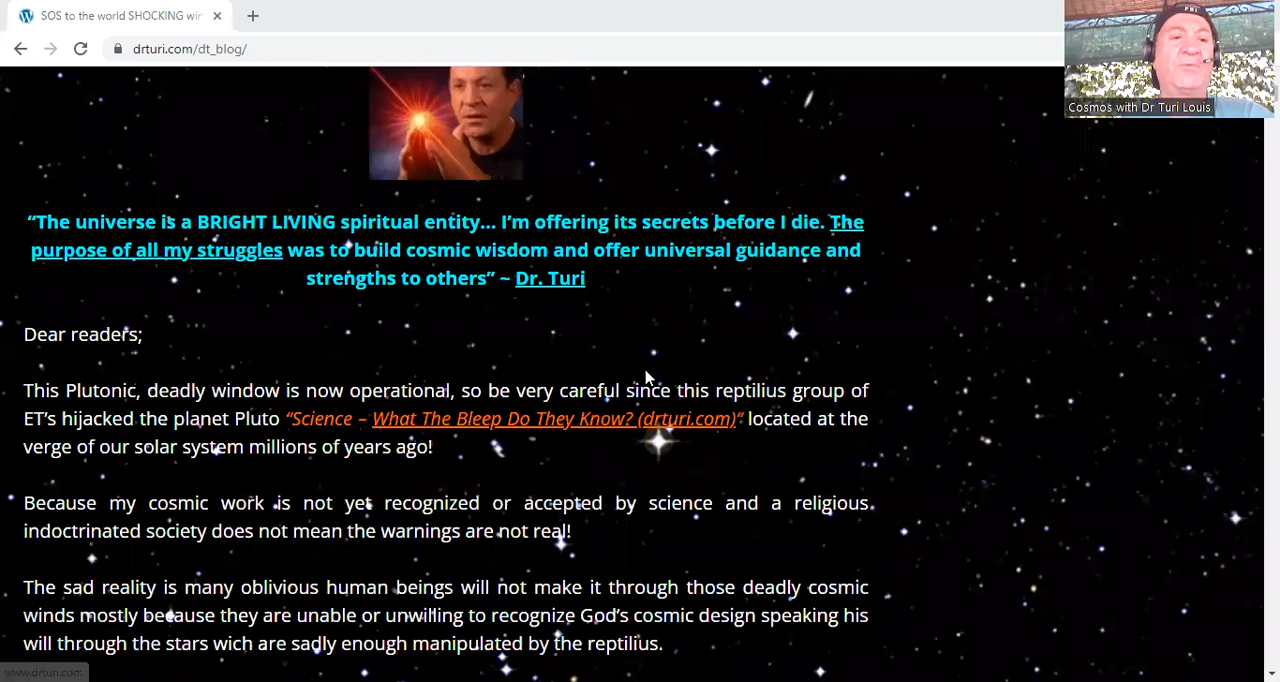 SOS to the world SHOCKING wi
drturi.com/dt_blog/
Cosmos with Dr Turi Louis
“The universe is a BRIGHT LIVING spiritual entity… I’m offering its secrets before I die. The
purpose of all my struggles was to build cosmic wisdom and offer universal guidance and
strengths to others” ~ Dr. Turi
Dear readers;
This Plutonic, deadly window is now operational, so be very careful since this reptilius group of
ET’s hijacked the planet Pluto “Science – What The Bleep Do They Know? (drturi.com)“ located at the
verge of our solar system millions of years ago!
Because my cosmic work is not yet recognized or accepted by science and a religious
indoctrinated society does not mean the warnings are not real!
The sad reality is many oblivious human beings will not make it through those deadly cosmic
winds mostly because they are unable or unwilling to recognize God’s cosmic design speaking his
will through the stars wich are sadly enough manipulated by the reptilius.
www.drturi.com